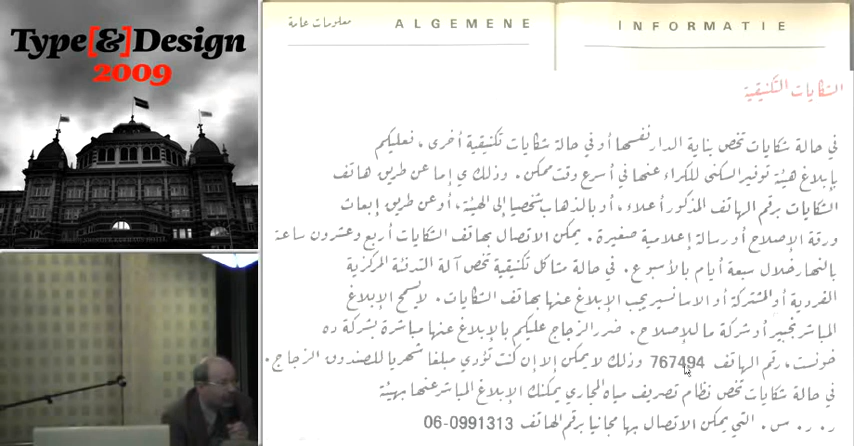 Type[&]Design
2009
معلومات عامة
ALGEMENE INFORMATIE
الشكايات التكنيقية
في حالة شكايات تخص بناية الدار نفسها أو في حالة شكايات تكنيقية أخرى، فعليكم
بإبلاغ هيئة توفير السكنى للكراء عنها في أسرع وقت ممكن. وذلك ي إما عن طريق هاتف
الشكايات برقم الهاتف المذكور أعلاه، أو بالذهاب شخصيا إلى الهيئة، أو عن طريق إبعات
ورقة الإصلاح أو رسالة إعلامية صغيرة. يمكن الاتصال بهاتف الشكايات أربع وعشرون ساعة
بالنهار خلال سبعة أيام بالأسبوع. في حالة مشاكل تكنيقية تخص آلة التدفئة المركزية
الفردية أو المشتركة أو الاسانسير يجب الإبلاغ عنها بهاتف الشكايات. لا يسمح الإبلاغ
المباشر لخبير أو شركة ما للإصلاح. ضرر الزجاج عليكم بالإبلاغ عنها مباشرة بشركة ده
خونست، رقم الهاتف 767494 وذلك لا يمكن إلا إن كنت تؤدي مبلغا شهريا للصندوق الزجاج.
في حالة شكايات تخص نظام تصريف مياه المجاري يمكنك الإبلاغ المباشر عنها بهيئة
ر. ر. س. التي يمكن الاتصال بها مجانيا برقم الهاتف 06-0991313